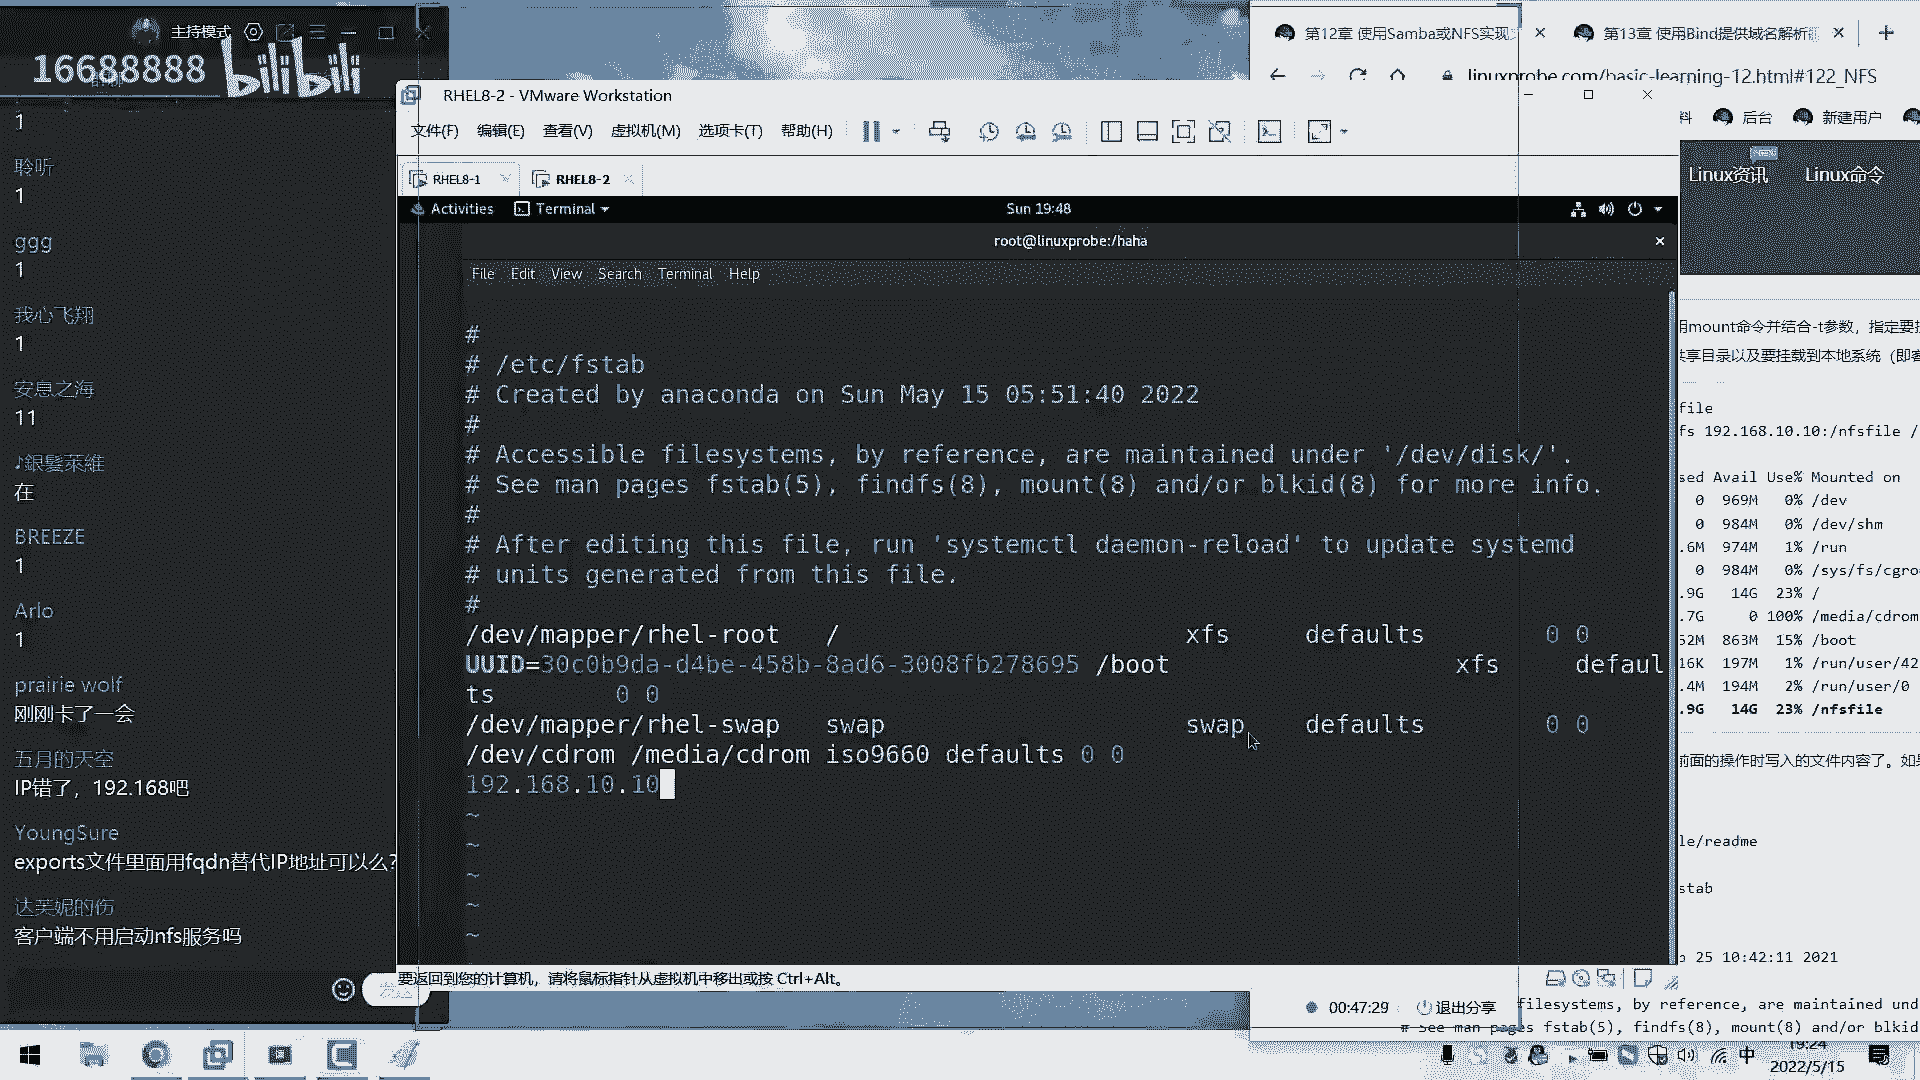 主持模式
16688888
bilibili
1
聆听
1
ggg
1
我心飞翔
1
安息之海
11
♪銀髮萊維
在
BREEZE
1
Arlo
1
prairie wolf
刚刚卡了一会
五月的天空
IP错了，192.168吧
YoungSure
exports文件里面用fqdn替代IP地址可以么?
达芙妮的伤
客户端不用启动nfs服务吗
RHEL8-2 - VMware Workstation
文件(F) 编辑(E) 查看(V) 虚拟机(M) 选项卡(T) 帮助(H)
RHEL8-1
RHEL8-2
Activities Terminal Sun 19:48
root@linuxprobe:/haha
File Edit View Search Terminal Help
#
# /etc/fstab
# Created by anaconda on Sun May 15 05:51:40 2022
#
# Accessible filesystems, by reference, are maintained under '/dev/disk/'.
# See man pages fstab(5), findfs(8), mount(8) and/or blkid(8) for more info.
#
# After editing this file, run 'systemctl daemon-reload' to update systemd
# units generated from this file.
#
/dev/mapper/rhel-root / xfs defaults 0 0
UUID=30c0b9da-d4be-458b-8ad6-3008fb278695 /boot xfs defaul
ts 0 0
/dev/mapper/rhel-swap swap swap defaults 0 0
/dev/cdrom /media/cdrom iso9660 defaults 0 0
192.168.10.10
~
~
~
~
~
要返回到您的计算机，请将鼠标指针从虚拟机中移出或按 Ctrl+Alt。
第12章 使用Samba或NFS实现
第13章 使用Bind提供域名解析
linuxprobe.com/basic-learning-12.html#122_NFS
料 后台 新建用户
Linux资讯 Linux命令
用mount命令并结合-t参数，指定要
共享目录以及要挂载到本地系统（即
file
fs 192.168.10.10:/nfsfile /
sed Avail Use% Mounted on
0 969M 0% /dev
0 984M 0% /dev/shm
.6M 974M 1% /run
0 984M 0% /sys/fs/cgro
.9G 14G 23% /
.7G 0 100% /media/cdrom
52M 863M 15% /boot
16K 197M 1% /run/user/42
.4M 194M 2% /run/user/0
.9G 14G 23% /nfsfile
前面的操作时写入的文件内容了。如
le/readme
stab
p 25 10:42:11 2021
00:47:29 退出分享
filesystems, by reference, are maintained und
# See man pages fstab(5), findfs(8), mount(8) and/or blkid
中
19:24
2022/5/15